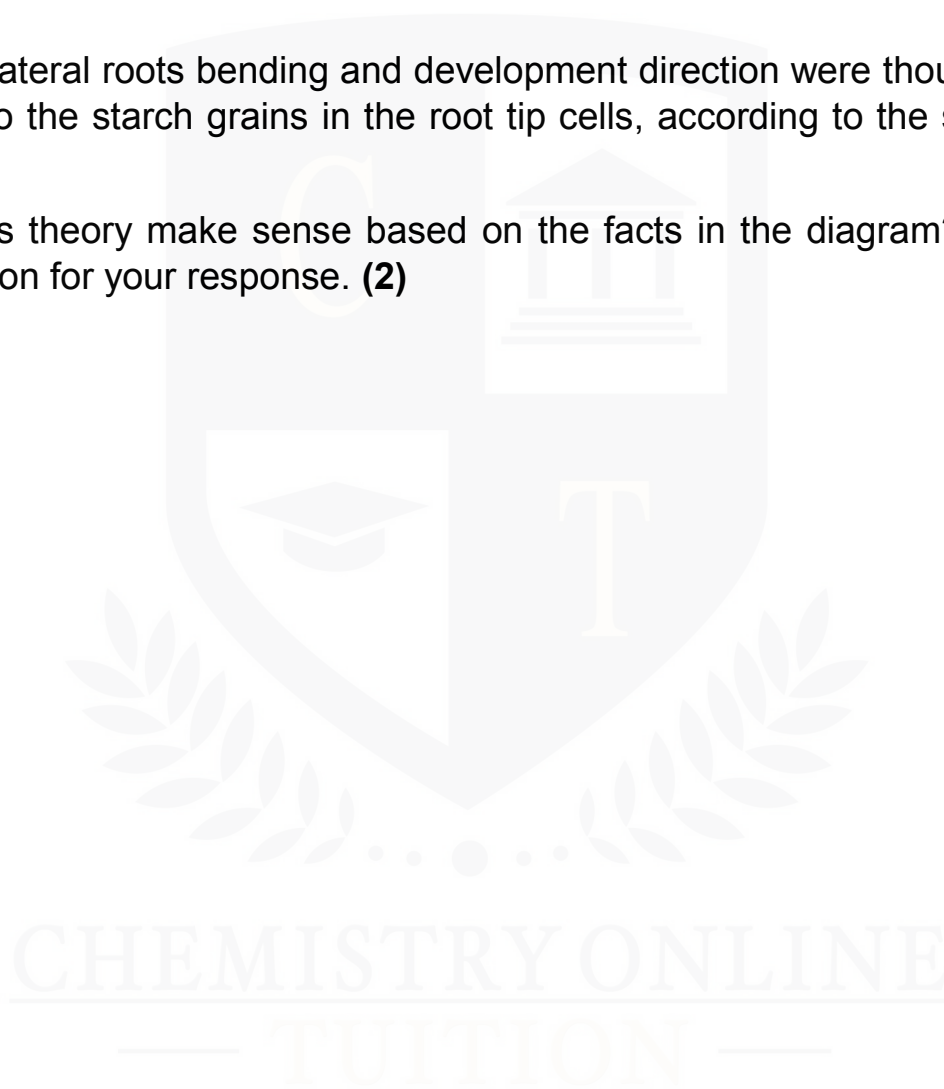 ateral roots bending and development direction were thou
o the starch grains in the root tip cells, according to the
s theory make sense based on the facts in the diagram
on for your response. (2)
C
T
CHEMISTRY ONLINE
TUITION